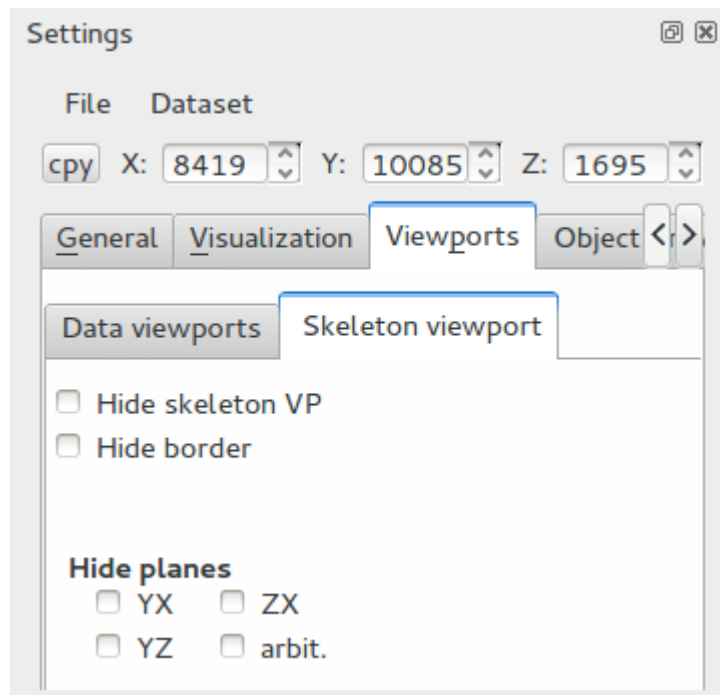 Settings
File Dataset
cpy X: 8419 Y: 10085 Z: 1695
General Visualization Viewports Object
Data viewports Skeleton viewport
Hide skeleton VP
Hide border
Hide planes
YX ZX
YZ arbit.